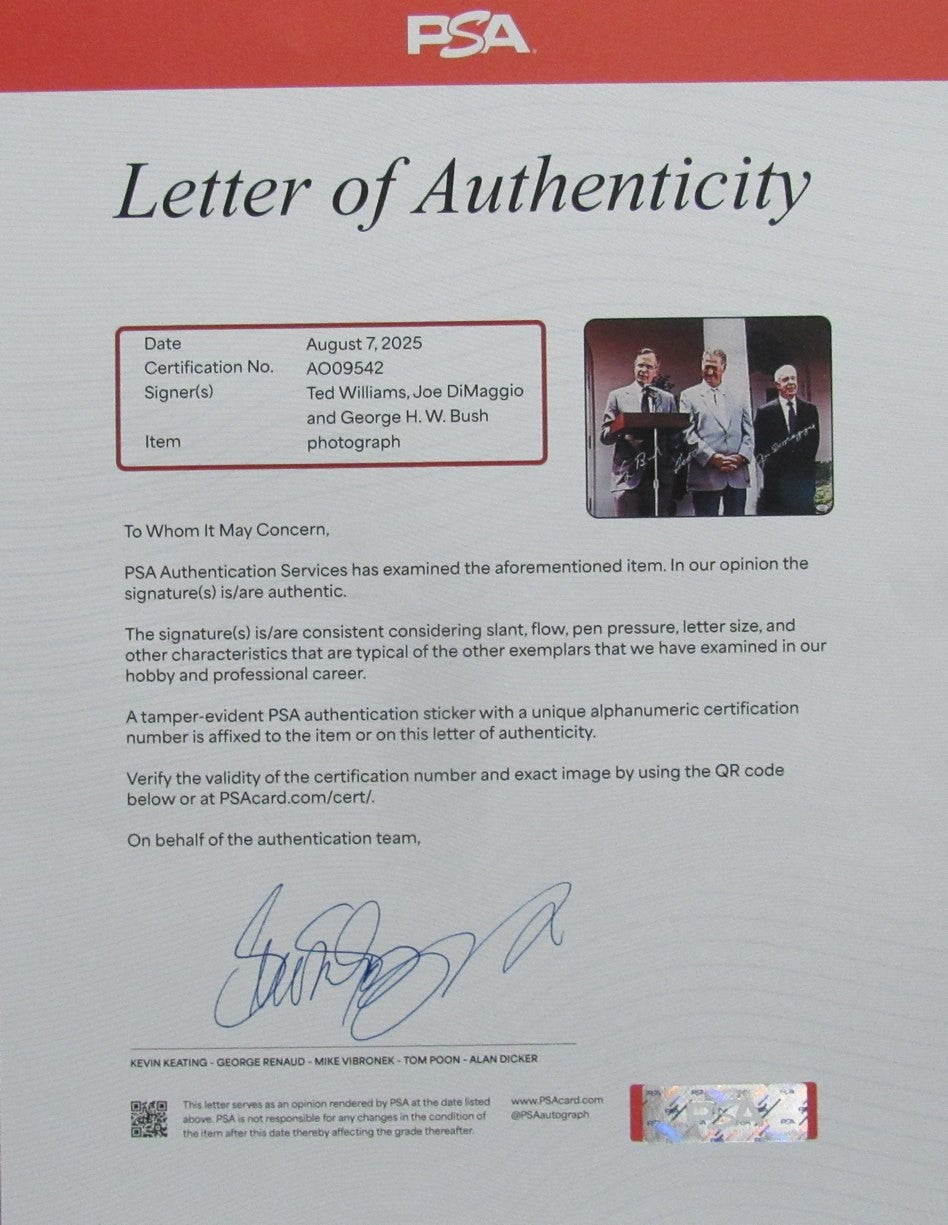 PSA
Letter of Authenticity
Date August 7, 2025
Certification No. AO09542
Signer(s) Ted Williams, Joe DiMaggio
and George H. W. Bush
Item photograph
To Whom It May Concern,
PSA Authentication Services has examined the aforementioned item. In our opinion the
signature(s) is/are authentic.
The signature(s) is/are consistent considering slant, flow, pen pressure, letter size, and
other characteristics that are typical of the other exemplars that we have examined in our
hobby and professional career.
A tamper-evident PSA authentication sticker with a unique alphanumeric certification
number is affixed to the item or on this letter of authenticity.
Verify the validity of the certification number and exact image by using the QR code
below or at PSAcard.com/cert/.
On behalf of the authentication team,
KEVIN KEATING - GEORGE RENAUD - MIKE VIBRONEK - TOM POON - ALAN DICKER
This letter serves as an opinion rendered by PSA at the date listed
above. PSA is not responsible for any changes in the condition of
the item after this date thereby affecting the grade thereafter.
www.PSAcard.com
@PSAautograph
PSA